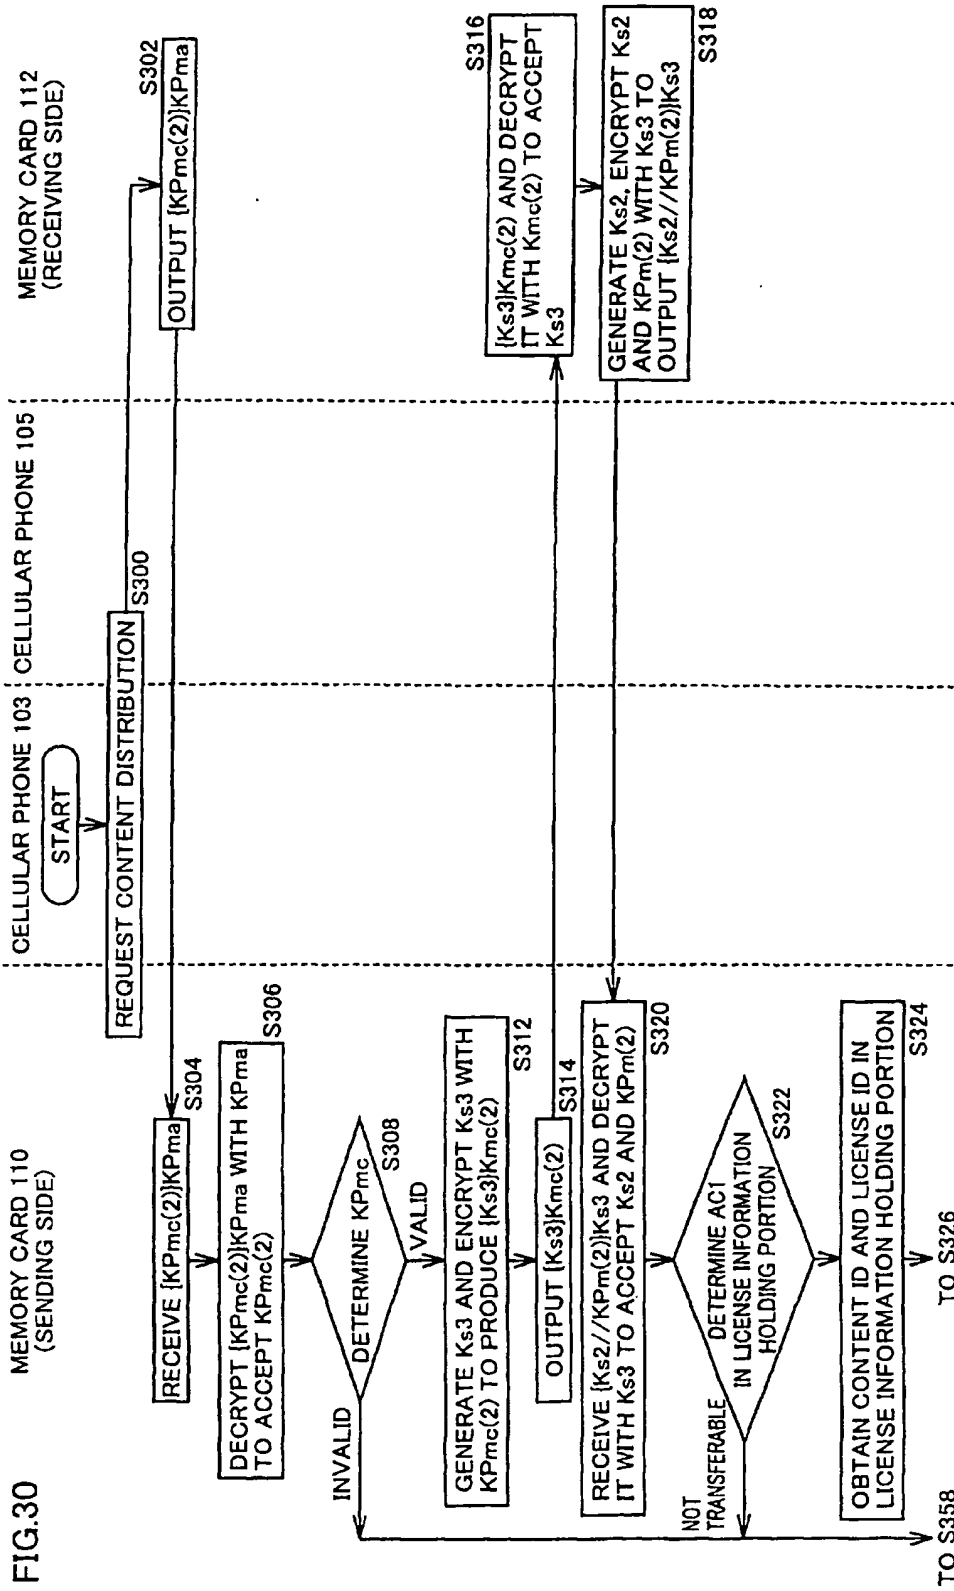 FIG.30
MEMORY CARD 110
(SENDING SIDE)
CELLULAR PHONE 103
CELLULAR PHONE 105
MEMORY CARD 112
(RECEIVING SIDE)
START
REQUEST CONTENT DISTRIBUTION
S300
OUTPUT {KPmc(2)}KPma
S302
RECEIVE {KPmc(2)}KPma
S304
DECRYPT {KPmc(2)}KPma WITH KPma
TO ACCEPT KPmc(2)
S306
DETERMINE KPmc
S308
INVALID
VALID
GENERATE Ks3 AND ENCRYPT Ks3 WITH
KPmc(2) TO PRODUCE {Ks3}Kmc(2)
S312
OUTPUT {Ks3}Kmc(2)
S314
{Ks3}Kmc(2) AND DECRYPT
IT WITH Kmc(2) TO ACCEPT
Ks3
S316
GENERATE Ks2, ENCRYPT Ks2
AND KPm(2) WITH Ks3 TO
OUTPUT {Ks2//KPm(2)}Ks3
S318
RECEIVE {Ks2//KPm(2)}Ks3 AND DECRYPT
IT WITH Ks3 TO ACCEPT Ks2 AND KPm(2)
S320
DETERMINE AC1
IN LICENSE INFORMATION
HOLDING PORTION
S322
NOT
TRANSFERABLE
OBTAIN CONTENT ID AND LICENSE ID IN
LICENSE INFORMATION HOLDING PORTION
S324
TO S358
TO S326